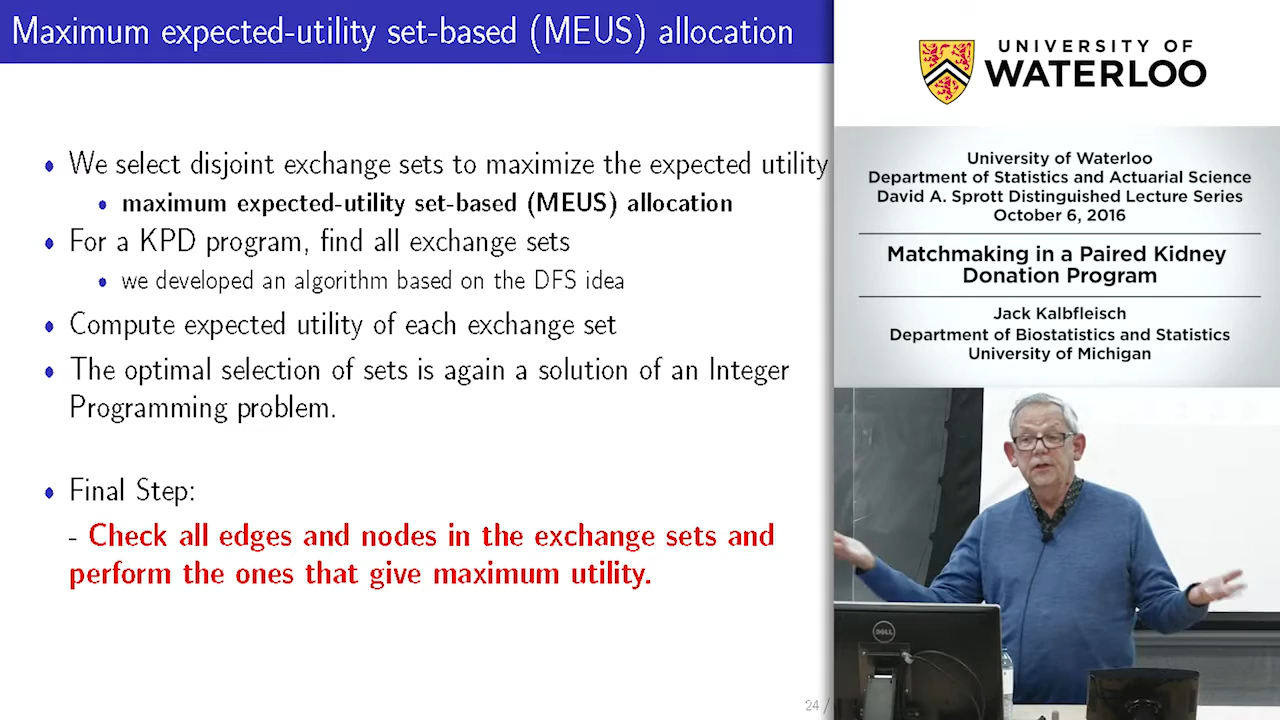 Maximum expected-utility set-based (MEUS) allocation
• We select disjoint exchange sets to maximize the expected utility
• maximum expected-utility set-based (MEUS) allocation
• For a KPD program, find all exchange sets
• we developed an algorithm based on the DFS idea
• Compute expected utility of each exchange set
• The optimal selection of sets is again a solution of an Integer
Programming problem.
• Final Step:
- Check all edges and nodes in the exchange sets and
perform the ones that give maximum utility.
24 /
UNIVERSITY OF
WATERLOO
University of Waterloo
Department of Statistics and Actuarial Science
David A. Sprott Distinguished Lecture Series
October 6, 2016
Matchmaking in a Paired Kidney
Donation Program
Jack Kalbfleisch
Department of Biostatistics and Statistics
University of Michigan
DELL